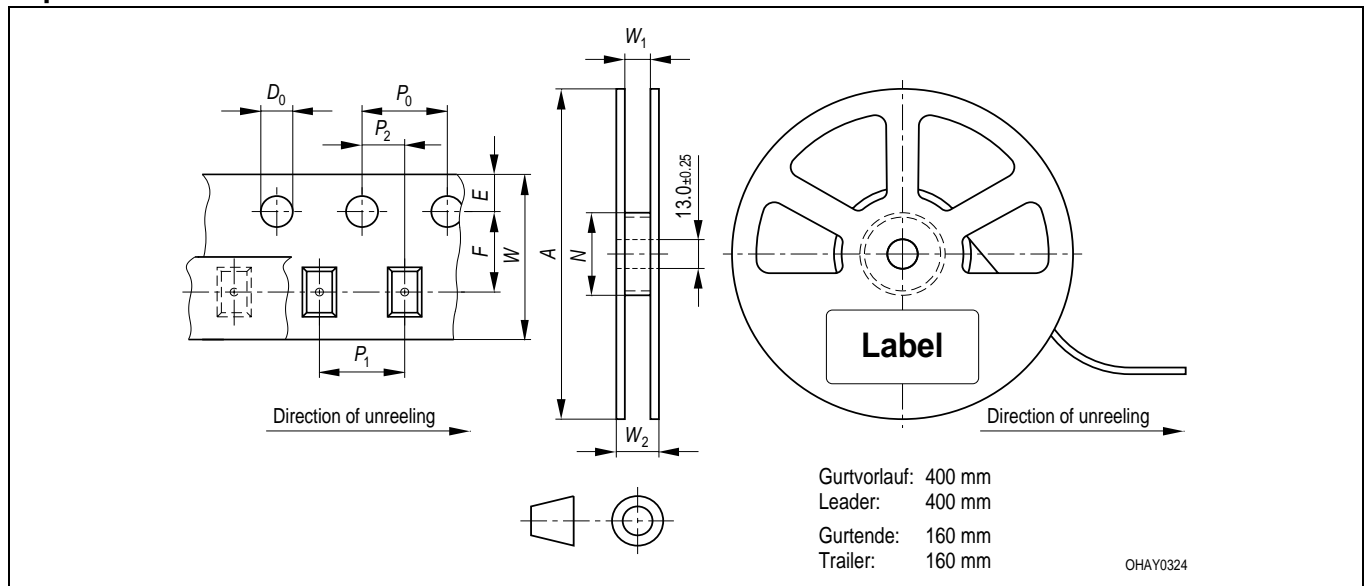 W₁
D₀
P₀
P₂
E
F
W
A
N
13.0±0.25
P₁
Label
Direction of unreeling
W₂
Direction of unreeling
Gurtvorlauf: 400 mm
Leader: 400 mm
Gurtende: 160 mm
Trailer: 160 mm
OHAY0324